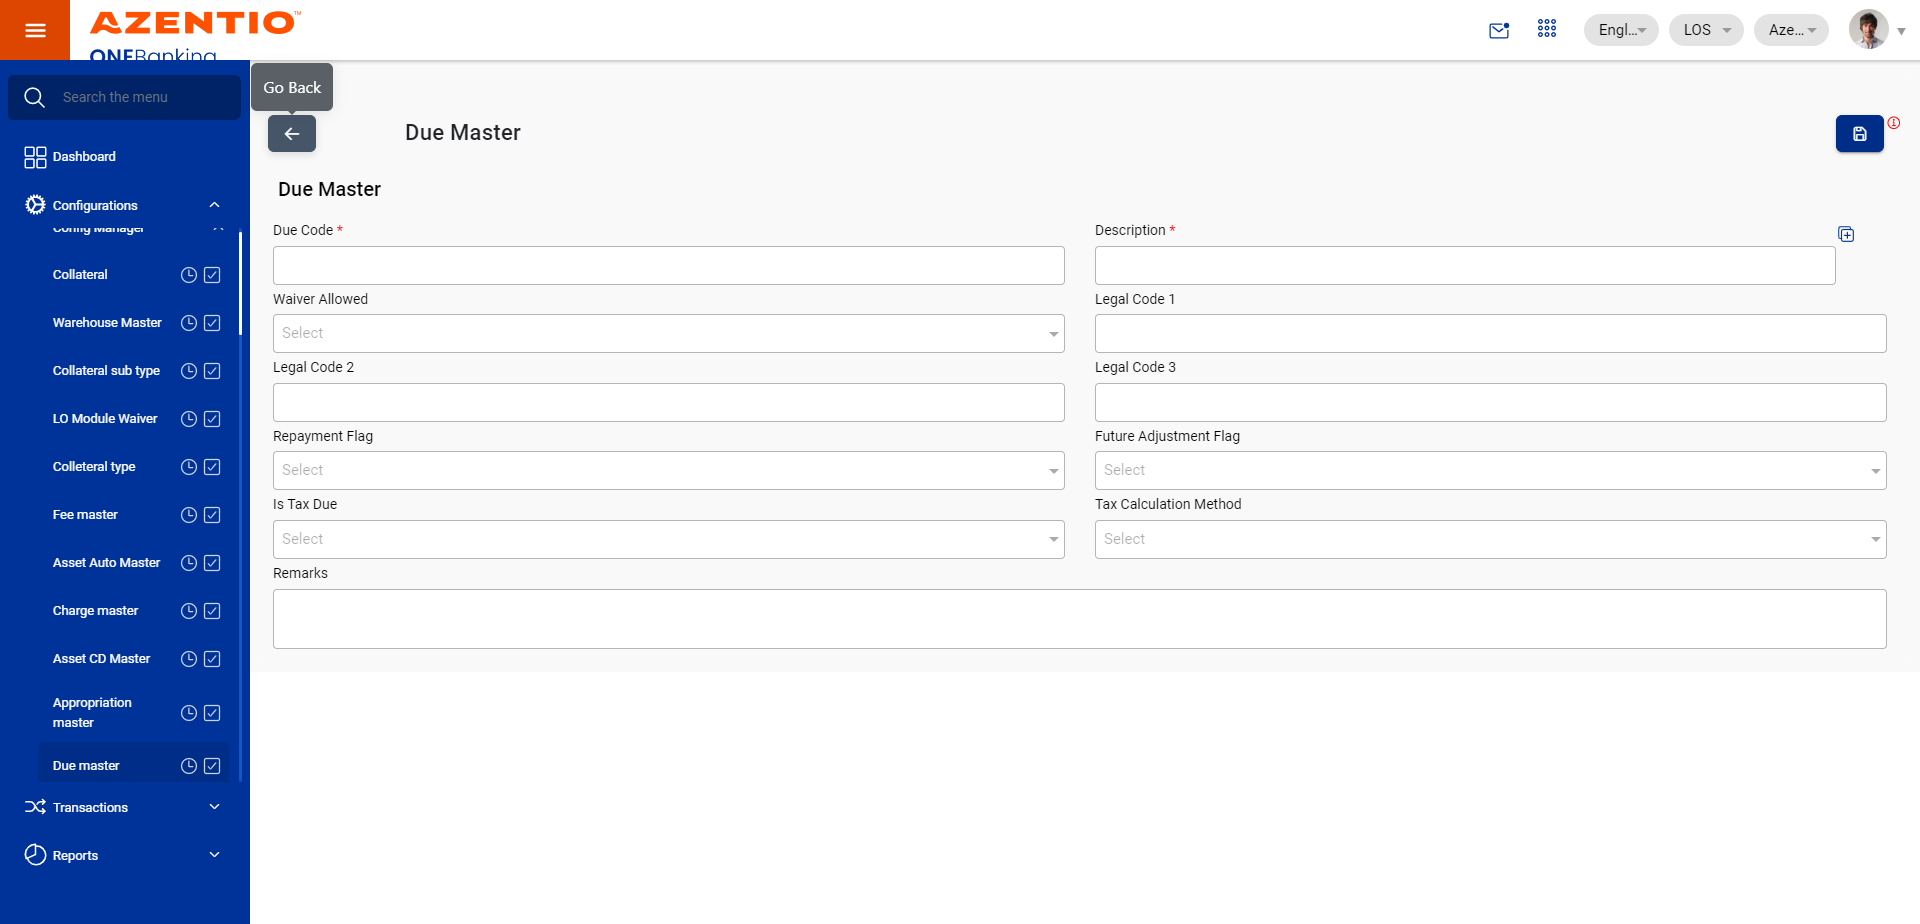 AZENTIO™
ONEBanking
Engl...
LOS
Aze...
Search the menu
Dashboard
Configurations
Config Manager
Collateral
Warehouse Master
Collateral sub type
LO Module Waiver
Colleteral type
Fee master
Asset Auto Master
Charge master
Asset CD Master
Appropriation
master
Due master
Transactions
Reports
Go Back
Due Master
Due Master
Due Code *
Description *
Waiver Allowed
Legal Code 1
Select
Legal Code 2
Legal Code 3
Repayment Flag
Future Adjustment Flag
Select
Select
Is Tax Due
Tax Calculation Method
Select
Select
Remarks